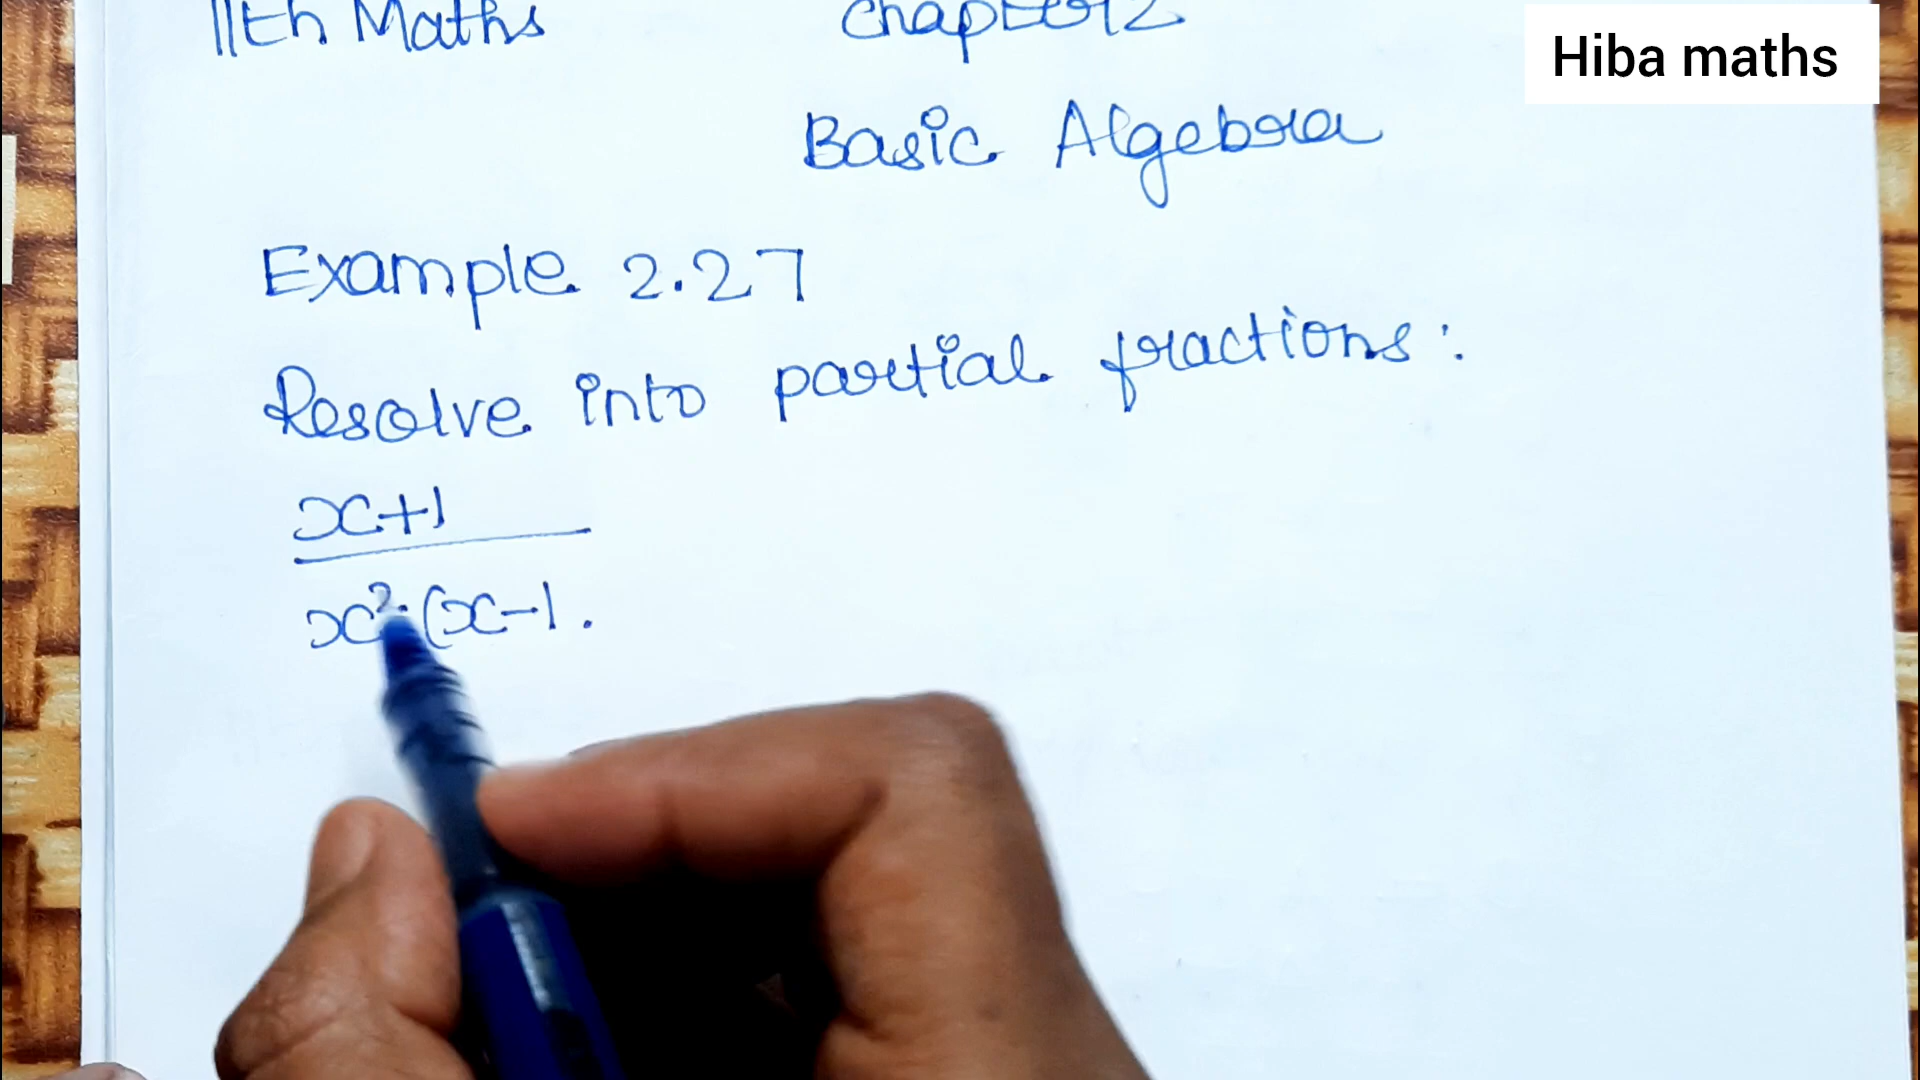 11th Maths Chapter 2
Hiba maths
Basic Algebra
Example 2.27
Resolve into partial fractions:
x+1
x² (x-1.